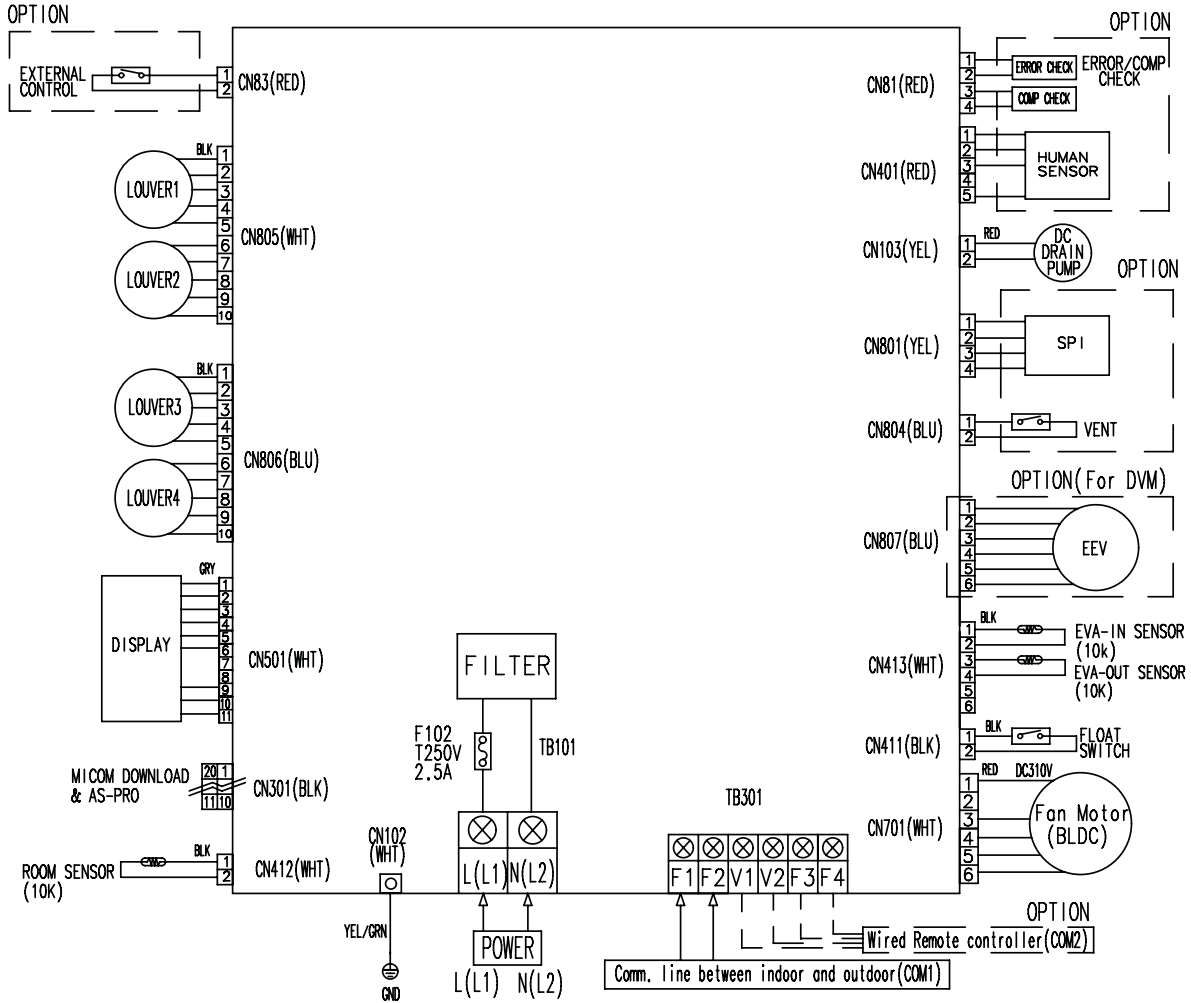 OPTION
EXTERNAL
CONTROL
1
2
CN83(RED)
BLK
LOUVER1
LOUVER2
1
2
3
4
5
6
7
8
9
10
CN805(WHT)
BLK
LOUVER3
LOUVER4
1
2
3
4
5
6
7
8
9
10
CN806(BLU)
GRY
DISPLAY
1
2
3
4
5
6
7
8
9
10
11
CN501(WHT)
MICOM DOWNLOAD
& AS-PRO
20 1
11 10
CN301(BLK)
BLK
ROOM SENSOR
(10K)
1
2
CN412(WHT)
CN102
(WHT)
YEL/GRN
GND
FILTER
F102
T250V
2.5A
TB101
L(L1) N(L2)
POWER
L(L1) N(L2)
TB301
F1 F2 V1 V2 F3 F4
OPTION
Wired Remote controller(COM2)
Comm. line between indoor and outdoor(COM1)
OPTION
CN81(RED)
1
2
3
4
ERROR CHECK
COMP CHECK
ERROR/COMP
CHECK
CN401(RED)
1
2
3
4
5
HUMAN
SENSOR
CN103(YEL)
1
2
RED
DC
DRAIN
PUMP
OPTION
CN801(YEL)
1
2
3
4
SPI
CN804(BLU)
1
2
VENT
OPTION(For DVM)
CN807(BLU)
1
2
3
4
5
6
EEV
BLK
CN413(WHT)
1
2
3
4
5
6
EVA-IN SENSOR
(10k)
EVA-OUT SENSOR
(10K)
BLK
CN411(BLK)
1
2
FLOAT
SWITCH
RED DC310V
CN701(WHT)
1
2
3
4
5
6
Fan Motor
(BLDC)